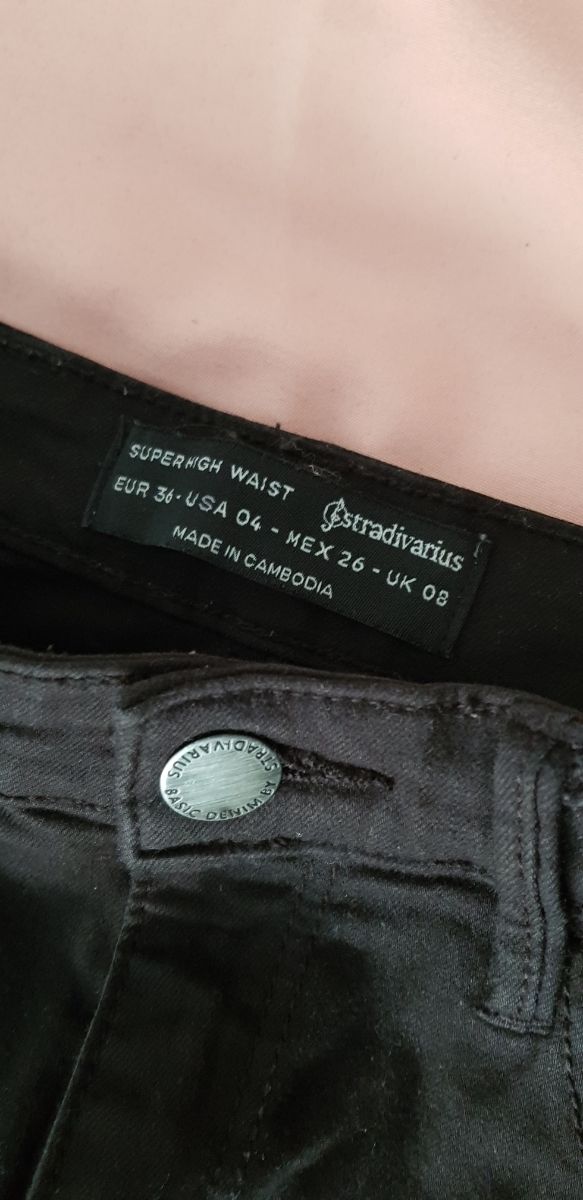 SUPERHIGH WAIST
stradivarius
EUR 36 - USA 04 - MEX 26 - UK 08
MADE IN CAMBODIA
BASIC DENIM BY STRADIVARIUS